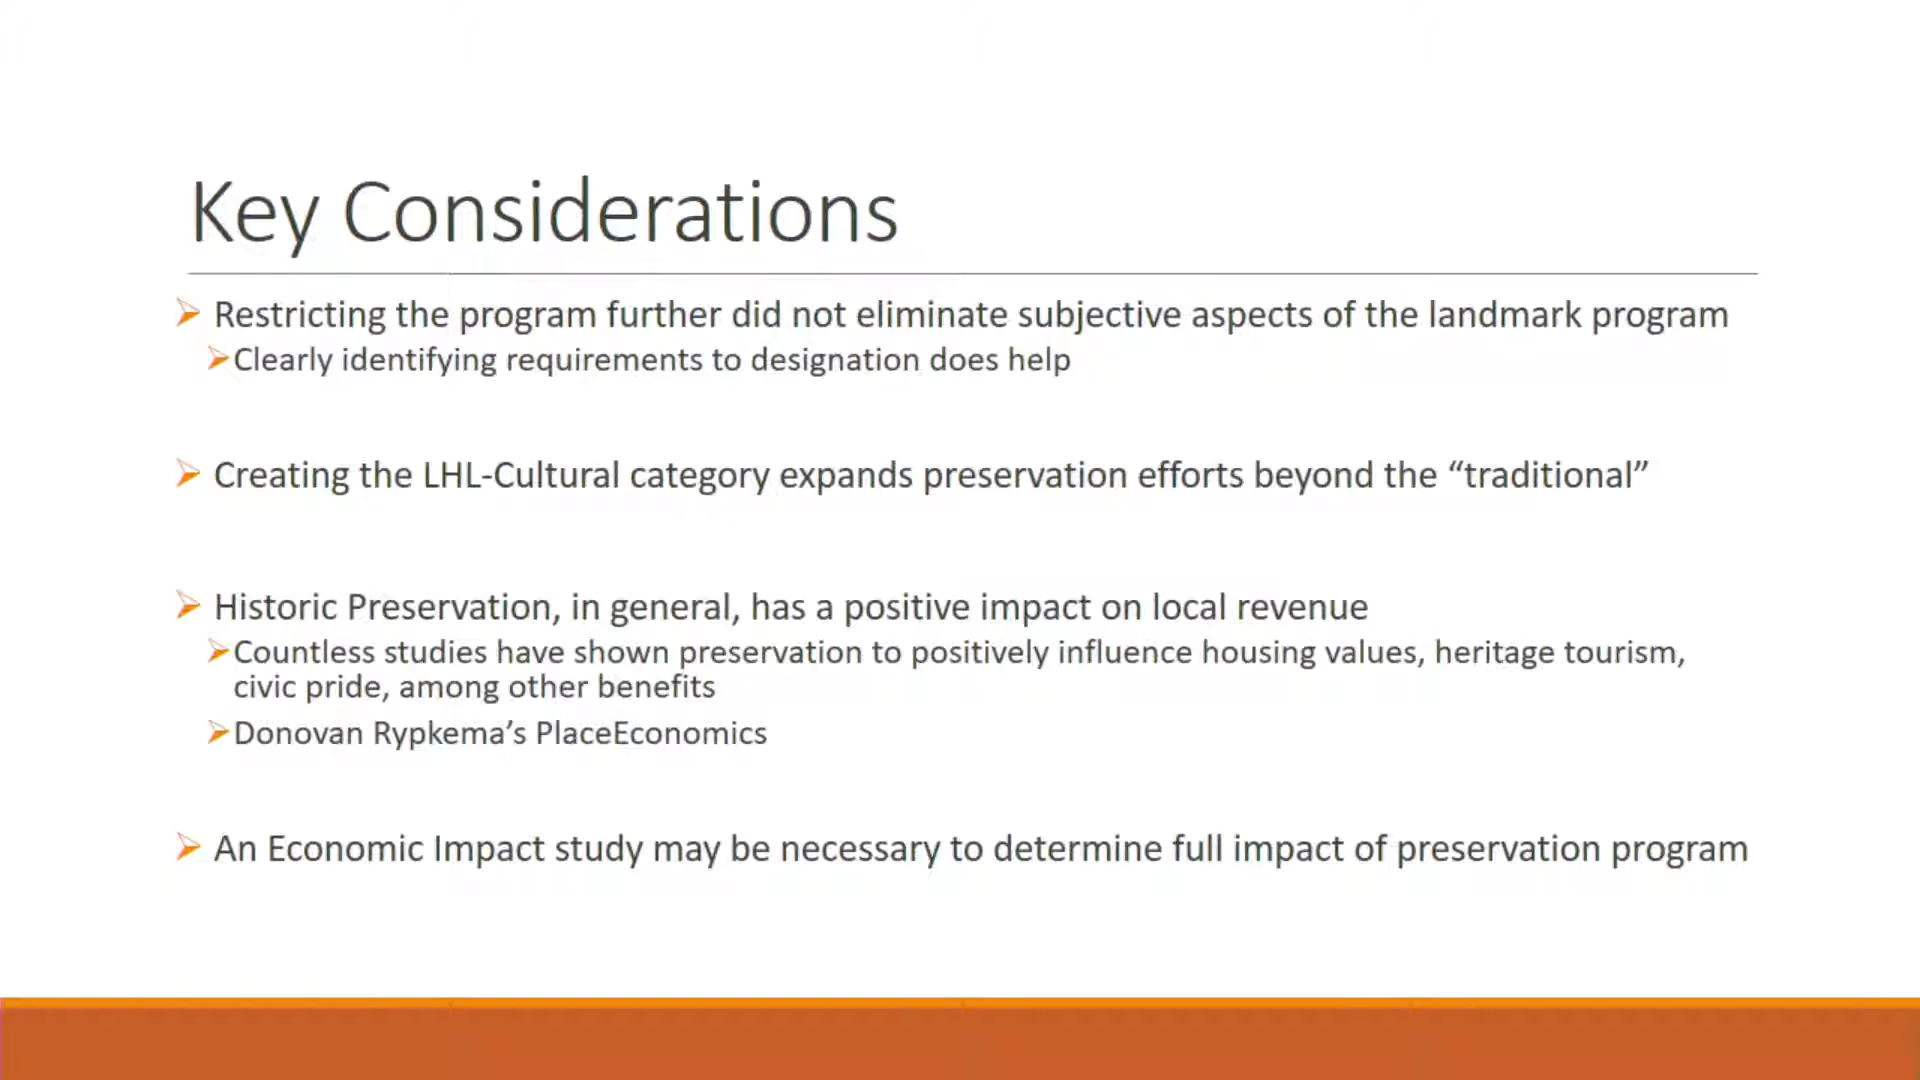 Key Considerations
Restricting the program further did not eliminate subjective aspects of the landmark program
Clearly identifying requirements to designation does help
Creating the LHL-Cultural category expands preservation efforts beyond the “traditional”
Historic Preservation, in general, has a positive impact on local revenue
Countless studies have shown preservation to positively influence housing values, heritage tourism,
civic pride, among other benefits
Donovan Rypkema’s PlaceEconomics
An Economic Impact study may be necessary to determine full impact of preservation program